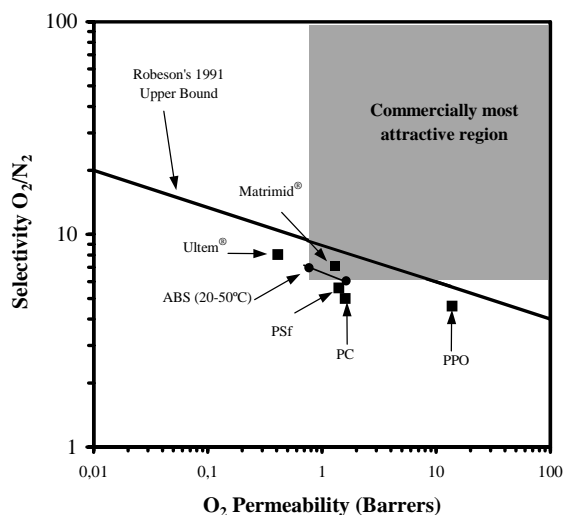 100
10
1
Selectivity O₂/N₂
Robeson's 1991
Upper Bound
Commercially most
attractive region
Matrimid®
Ultem®
ABS (20-50ºC)
PSf
PC
PPO
0,01
0,1
1
10
100
O₂ Permeability (Barrers)